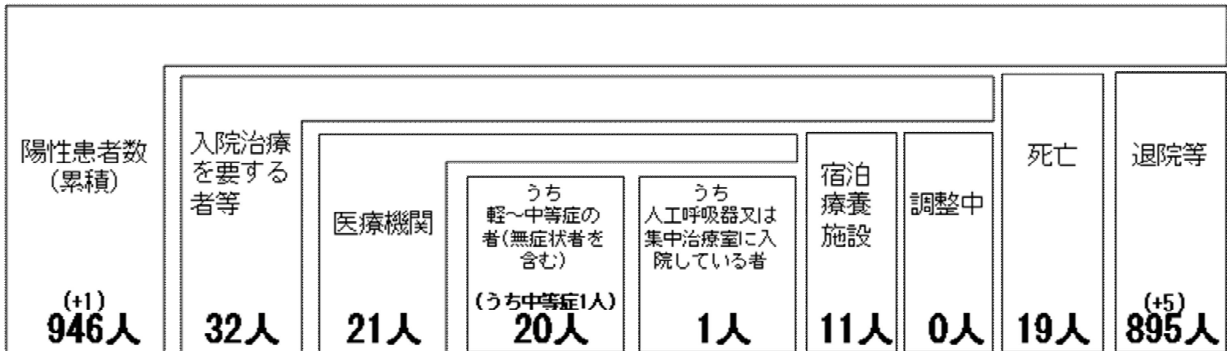 陽性患者数
(累積)
(+1)
946人
入院治療
を要する
者等
32人
医療機関
21人
うち
軽～中等症の
者(無症状者を
含む)
(うち中等症1人)
20人
うち
人工呼吸器又は
集中治療室に入
院している者
1人
宿泊
療養
施設
11人
調整中
0人
死亡
19人
退院等
(+5)
895人